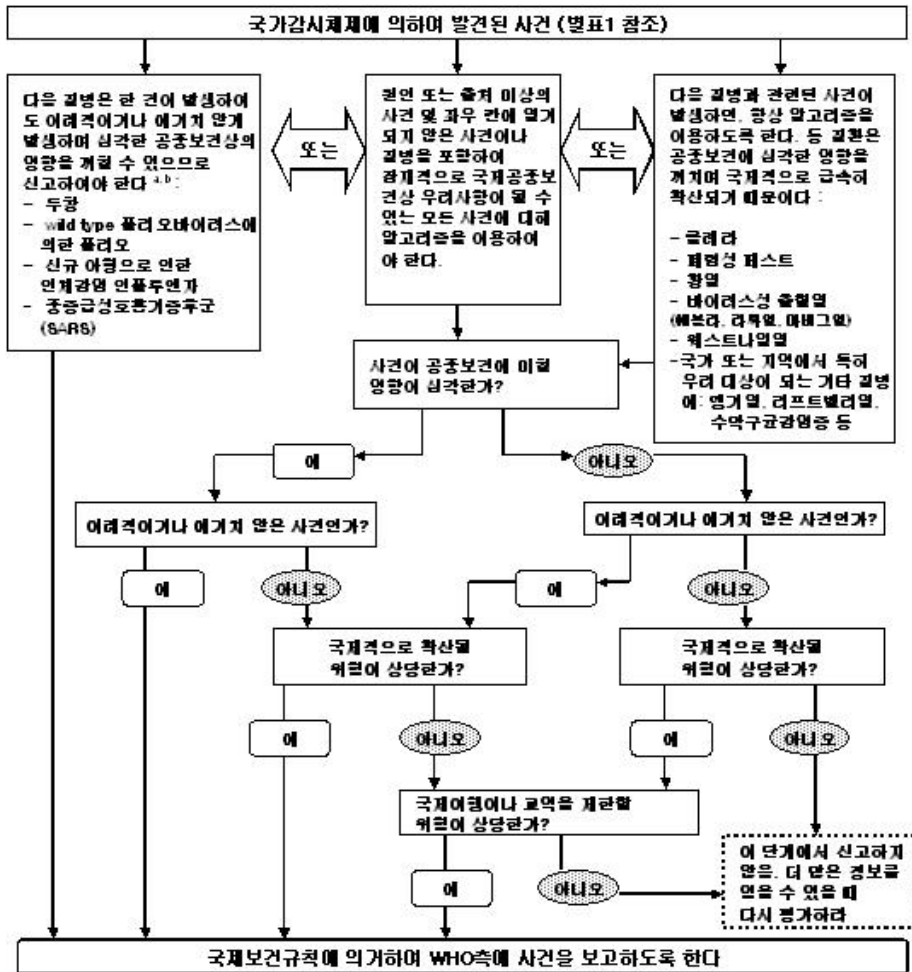 국가감시체제에 의하여 발견된 사건 (별표1 참조)
다음 질병은 한 건이 발생하여
도 이례적이거나 예기치 않게
발생하며 심각한 공중보건상의
영향을 끼칠 수 있으므로
신고하여야 한다 a,b :
- 두창
- wild type 폴리오바이러스에
의한 폴리오
- 신규 아형으로 인한
인체감염 인플루엔자
- 중증급성호흡기증후군
(SARS)
또는
원인 또는 출처 미상의
사건 및 좌우 칸에 열거
되지 않은 사건이나
질병을 포함하여
잠재적으로 국제공중보
건상 우려사항이 될 수
있는 모든 사건에 대해
알고리즘을 이용하여
야 한다.
또는
다음 질병과 관련된 사건이
발생하면, 항상 알고리즘을
이용하도록 한다. 동 질환은
공중보건에 심각한 영향을
끼치며 국제적으로 급속히
확산되기 때문이다 :
- 콜레라
- 폐렴성 페스트
- 황열
- 바이러스성 출혈열
(에볼라, 라싸열, 마버그열)
- 웨스트나일열
-국가 또는 지역에서 특히
우려 대상이 되는 기타 질병
예: 뎅기열, 리프트벨리열,
수막구균감염증 등
사건이 공중보건에 미칠
영향이 심각한가?
예
아니오
이례적이거나 예기치 않은 사건인가?
이례적이거나 예기치 않은 사건인가?
예
아니오
예
아니오
국제적으로 확산될
위험이 상당한가?
국제적으로 확산될
위험이 상당한가?
예
아니오
예
아니오
국제여행이나 교역을 제한할
위험이 상당한가?
예
아니오
이 단계에서 신고하지
않음. 더 많은 정보를
얻을 수 있을 때
다시 평가하라
국제보건규칙에 의거하여 WHO측에 사건을 보고하도록 한다